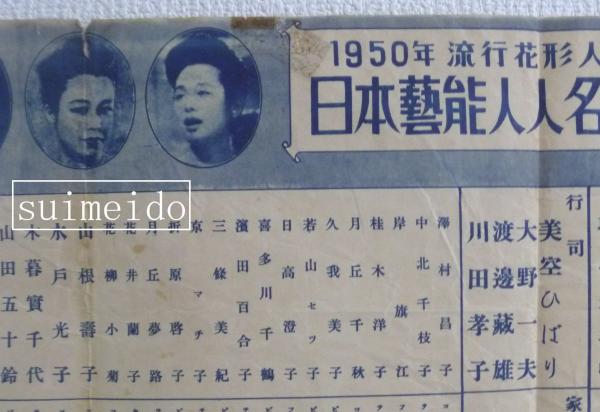 1950年 流行花形人
日本藝能人人名
suimeido
行司
美空ひばり
大野一夫
渡邊藏雄
川田孝子
澤村昌子
中北千枝子
岸旗江
桂木洋子
月丘千秋
久我美子
若山セツ子
日高澄子
喜多川千鶴
濱田百合子
三條美紀
京マチ子
折原啓子
月丘夢路
花井蘭子
花柳小菊
山根壽子
水戸光子
木暮實千代
山田五十鈴
家